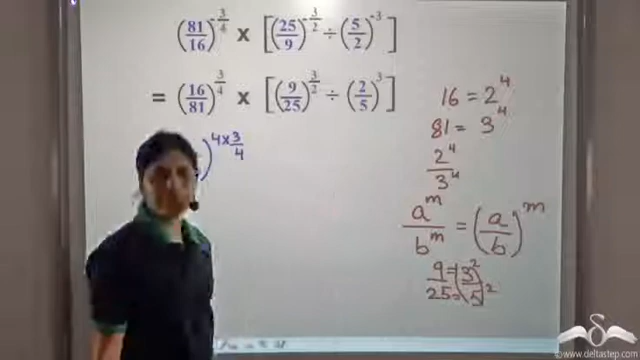 (81/16)^-3/4 x [(25/9)^-3/2 ÷ (5/2)^-3]
= (16/81)^3/4 x [(9/25)^3/2 ÷ (2/5)^3]
)^4x3/4
16 = 2^4
81 = 3^4
2^4/3^4
a^m/b^m = (a/b)^m
9/25 = (3/5)^2
©www.deltastep.com